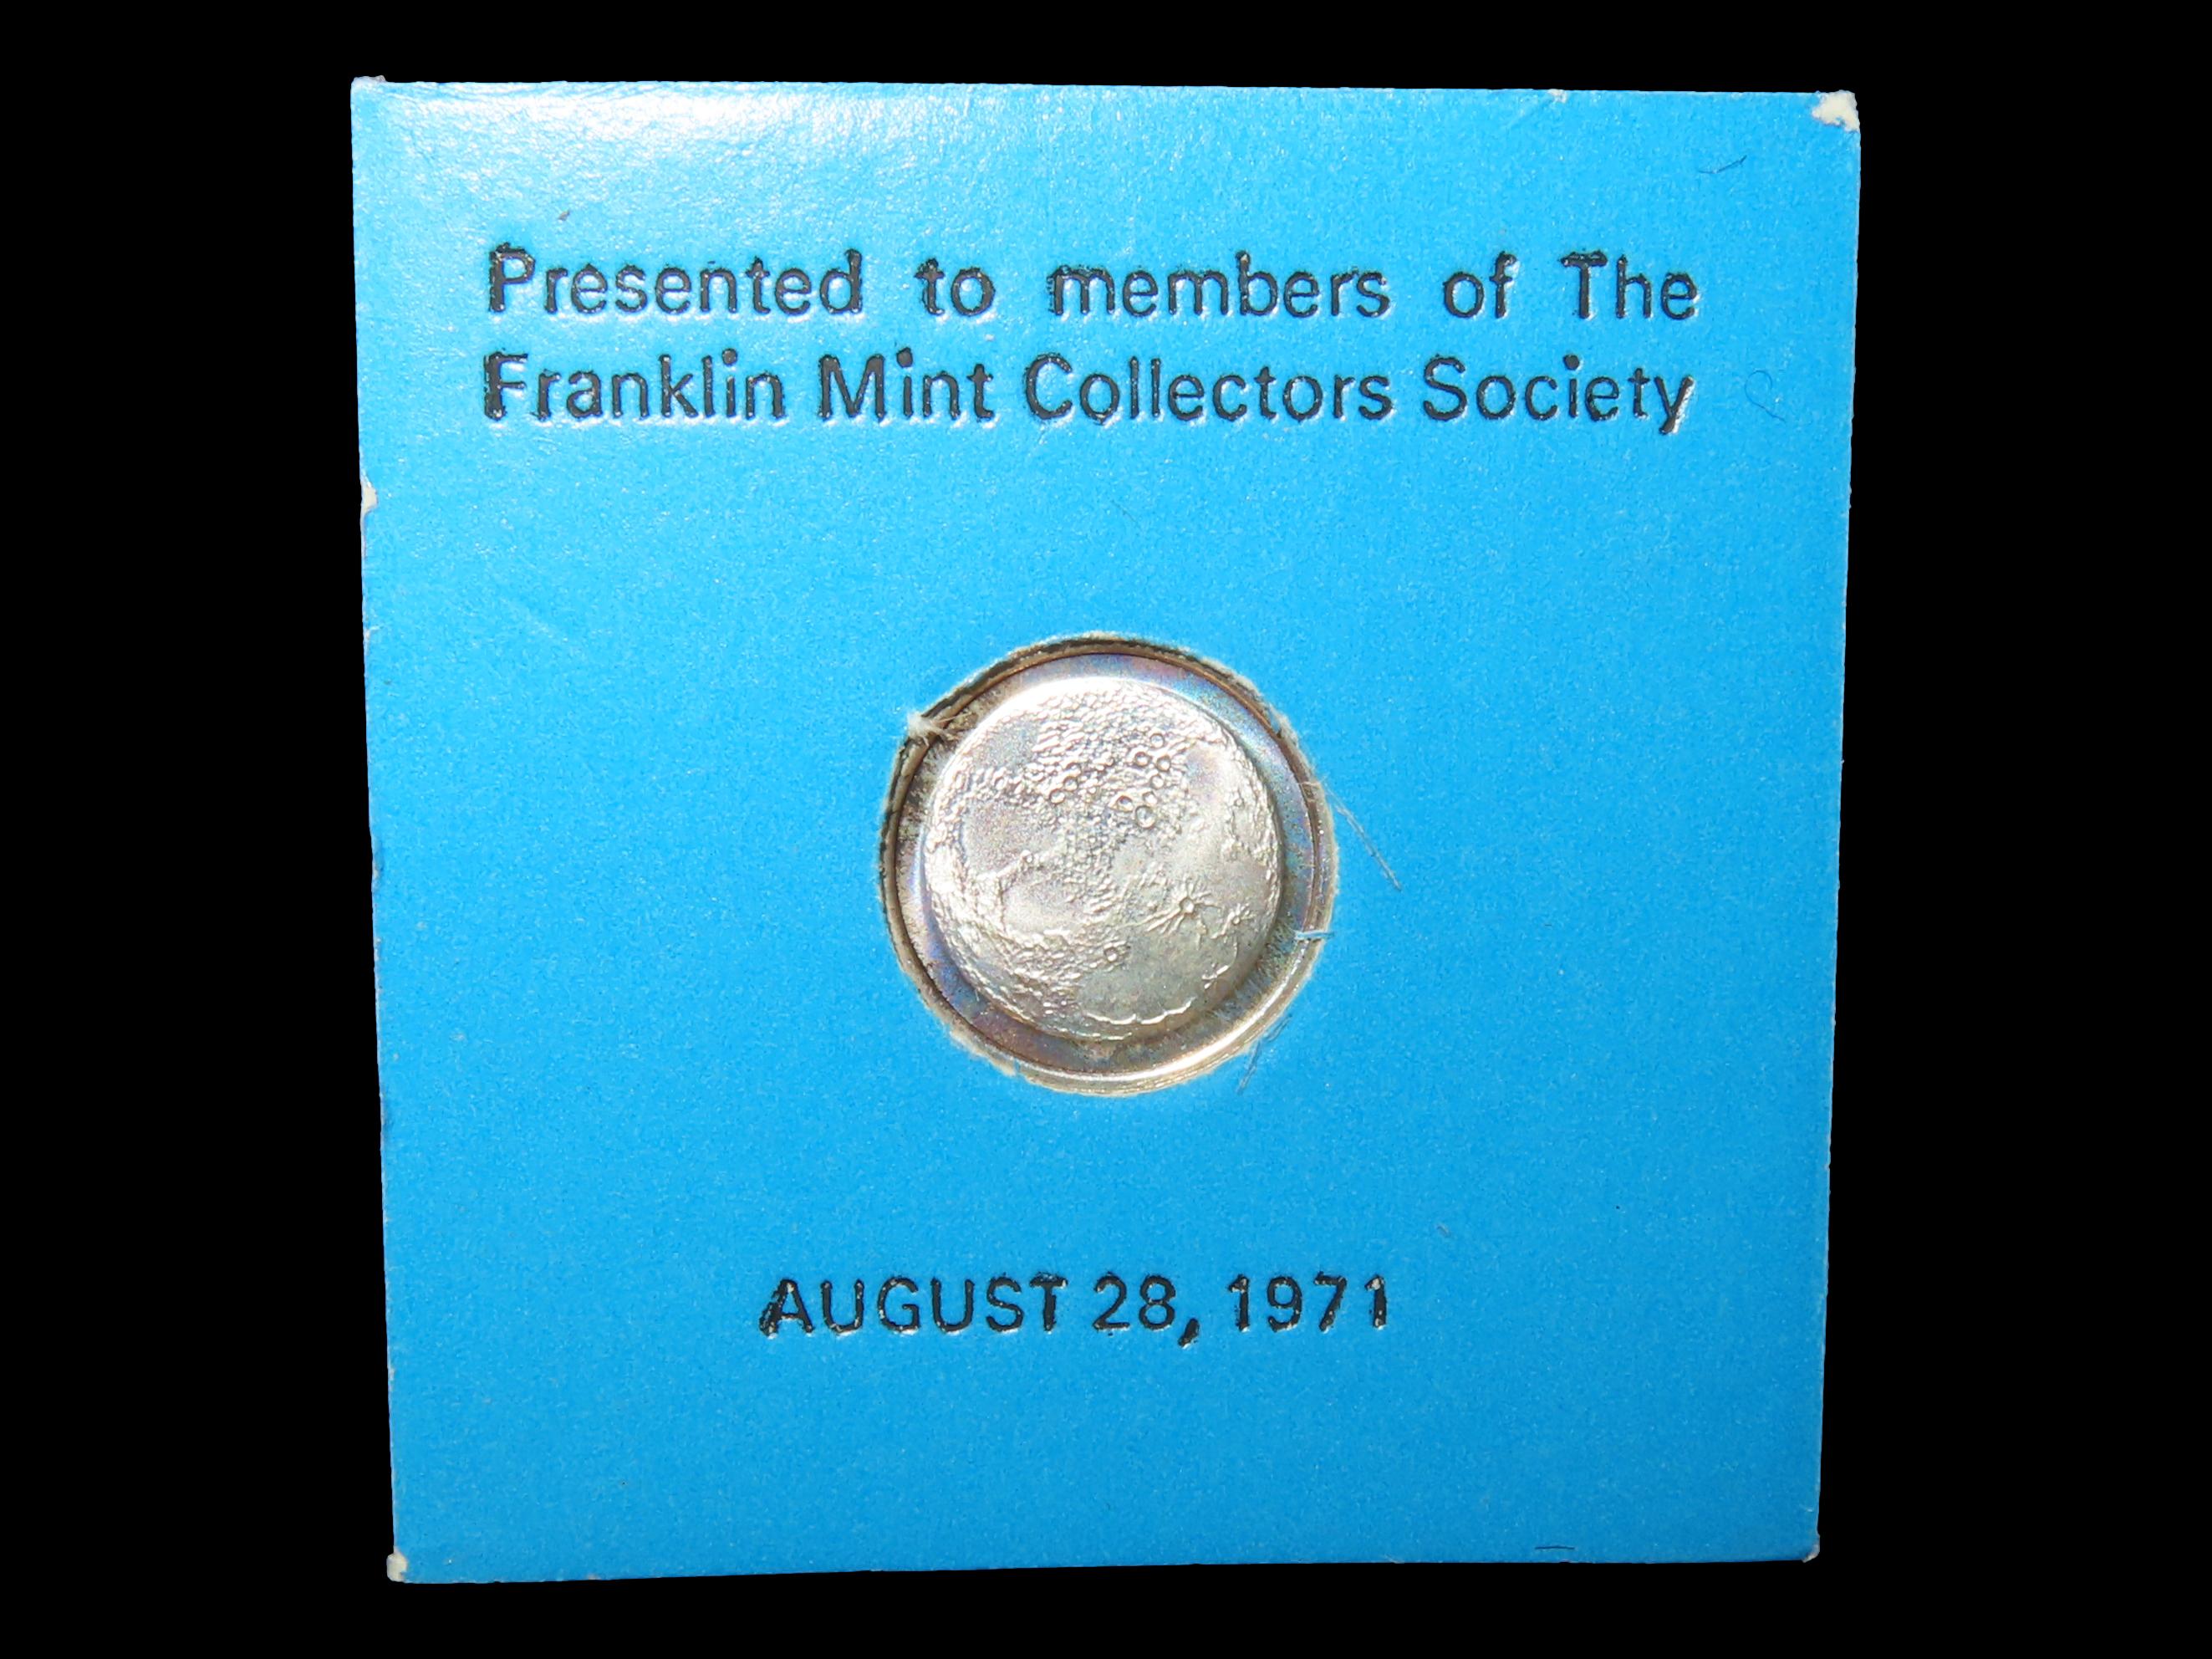 Presented to members of The
Franklin Mint Collectors Society
AUGUST 28, 1971